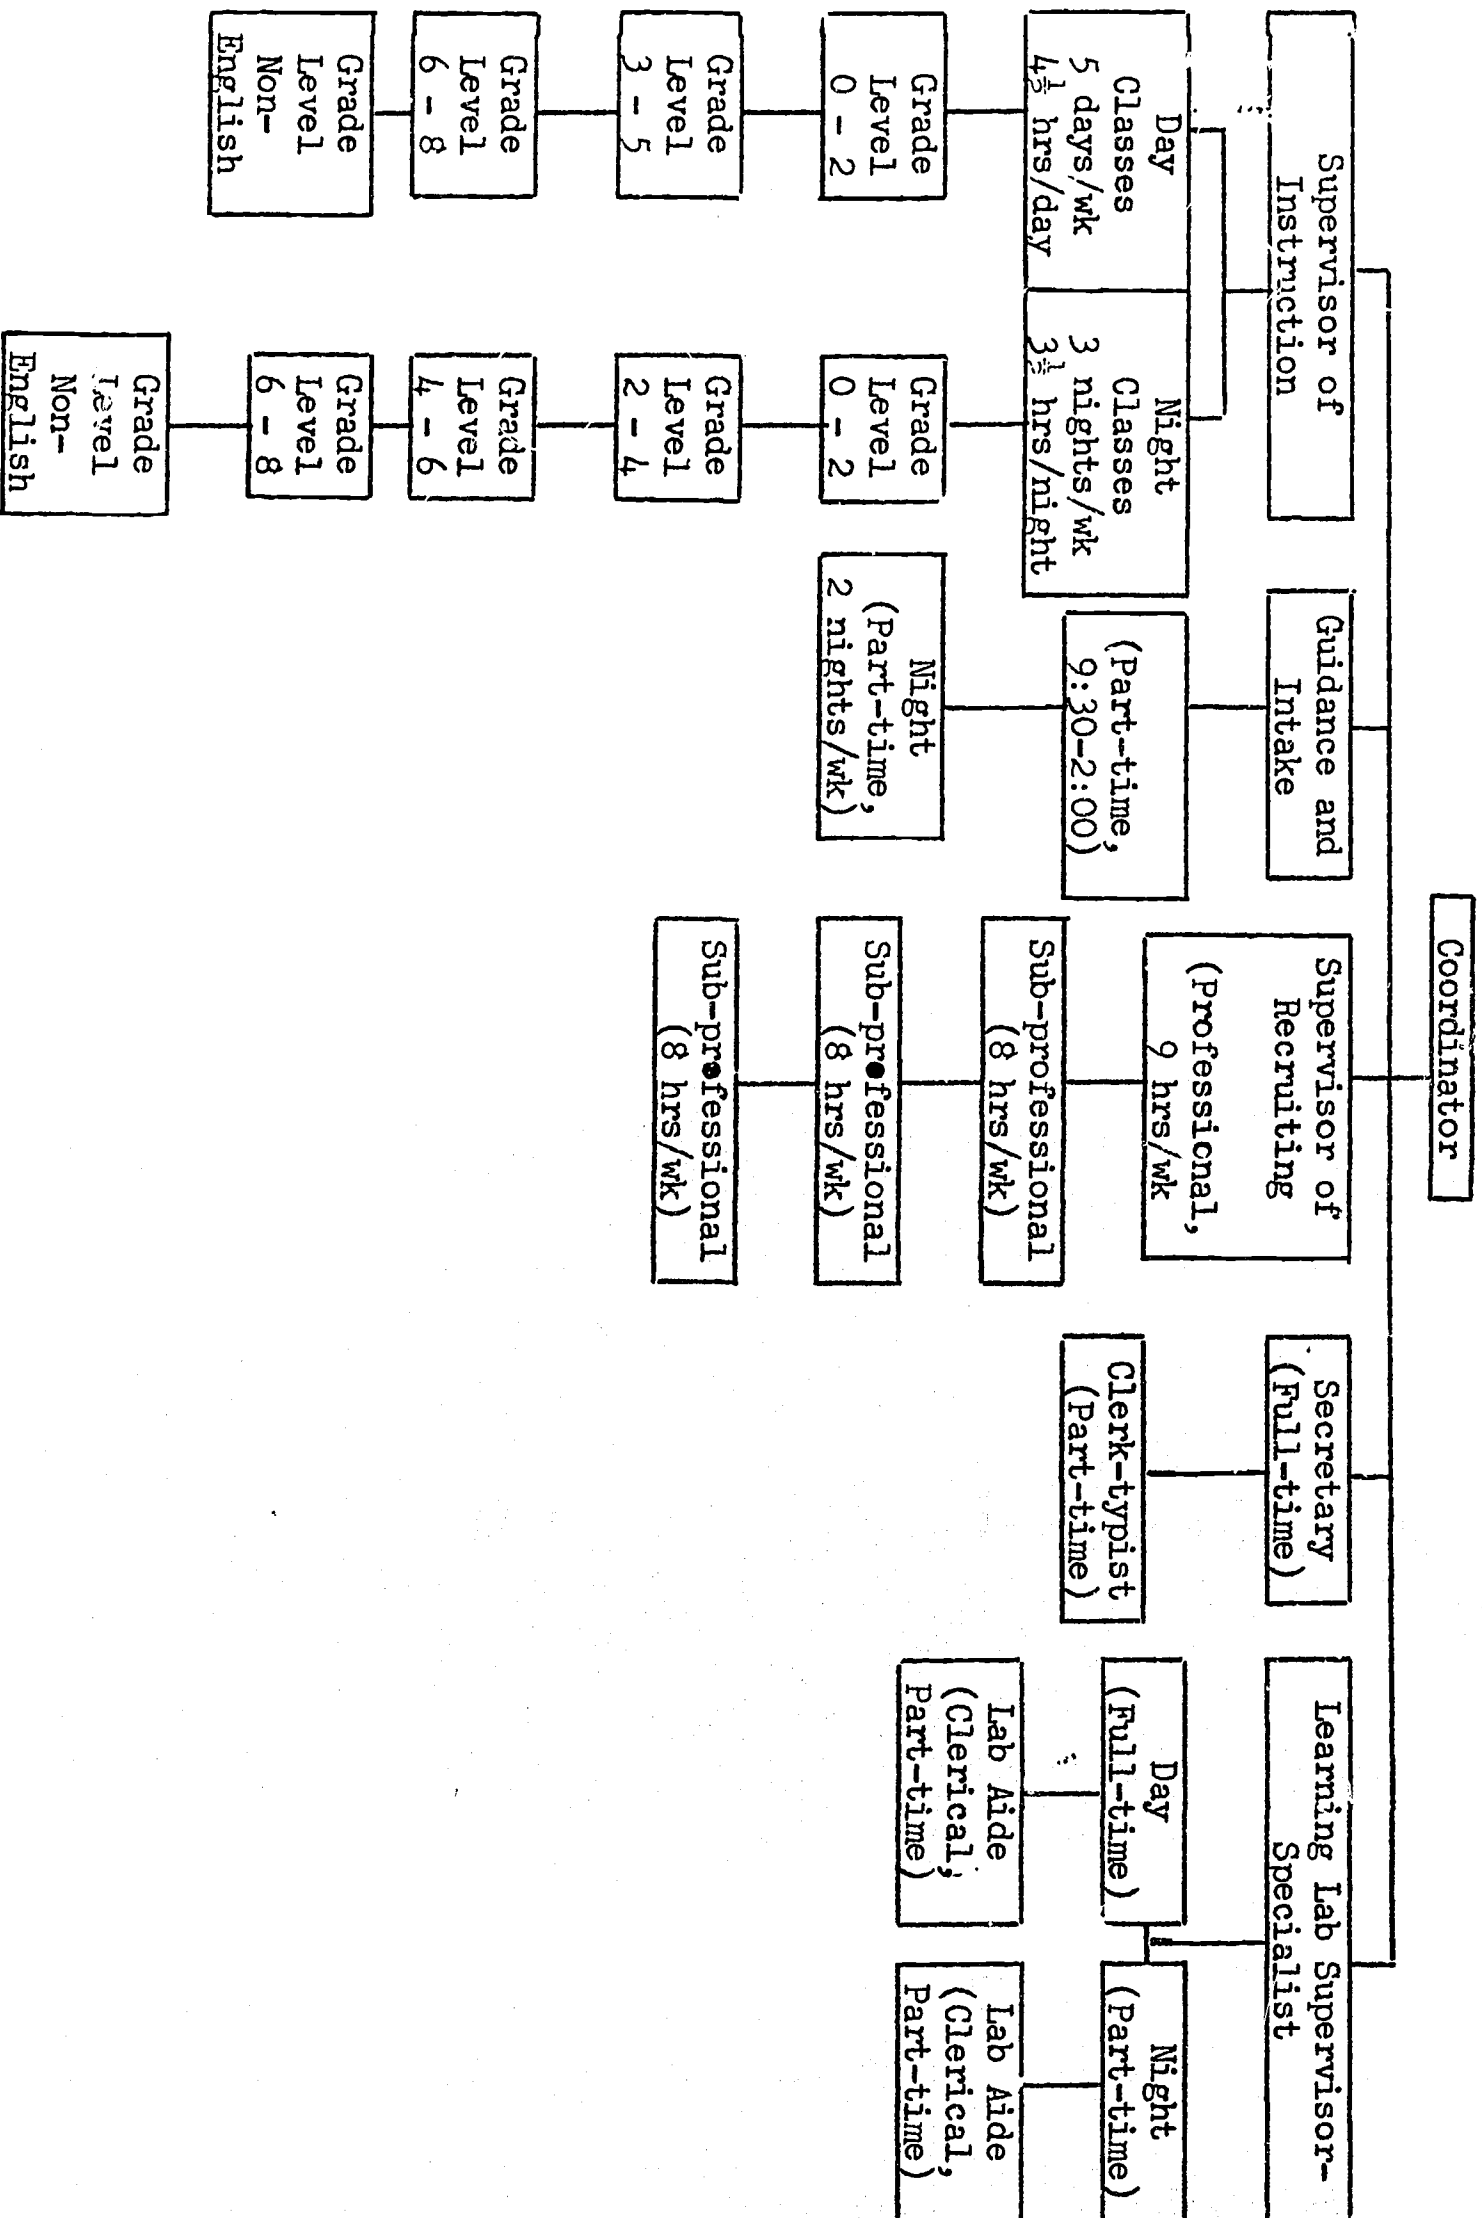 Coordinator
Supervisor of
Instruction
Guidance and
Intake
Supervisor of
Recruiting
(Professional,
9 hrs/wk
Secretary
(Full-time)
Learning Lab Supervisor-
Specialist
Day
Classes
5 days/wk
4½ hrs/day
Night
Classes
3 nights/wk
3½ hrs/night
(Part-time,
9:30-2:00)
Sub-professional
(8 hrs/wk)
Clerk-typist
(Part-time)
Day
(Full-time)
Night
(Part-time)
Grade
Level
0 - 2
Grade
Level
0 - 2
Night
(Part-time,
2 nights/wk)
Sub-professional
(8 hrs/wk)
Lab Aide
(Clerical,
Part-time)
Lab Aide
(Clerical,
Part-time)
Grade
Level
3 - 5
Grade
Level
2 - 4
Sub-professional
(8 hrs/wk)
Grade
Level
6 - 8
Grade
Level
4 - 6
Grade
Level
Non-
English
Grade
Level
6 - 8
Grade
Level
Non-
English